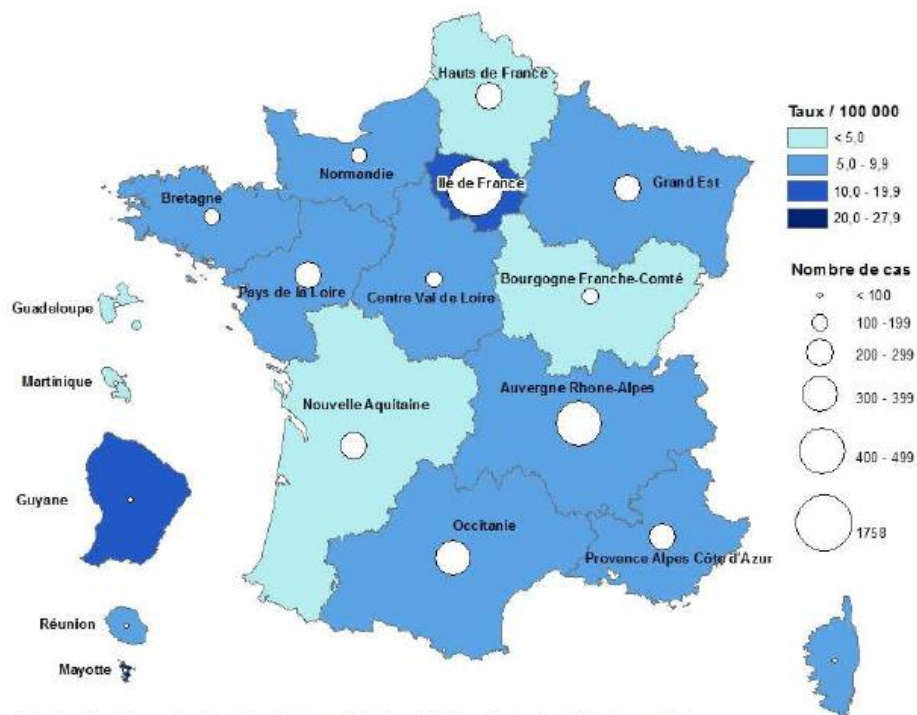 Hauts de France
Normandie
Ile de France
Grand Est
Bretagne
Pays de la Loire
Centre Val de Loire
Bourgogne Franche-Comté
Guadeloupe
Martinique
Nouvelle Aquitaine
Auvergne Rhone-Alpes
Guyane
Occitanie
Provence Alpes Côte d'Azur
Réunion
Mayotte
Taux / 100 000
< 5,0
5,0 - 9,9
10,0 - 19,9
20,0 - 27,9
Nombre de cas
< 100
100 - 199
200 - 299
300 - 399
400 - 499
1758